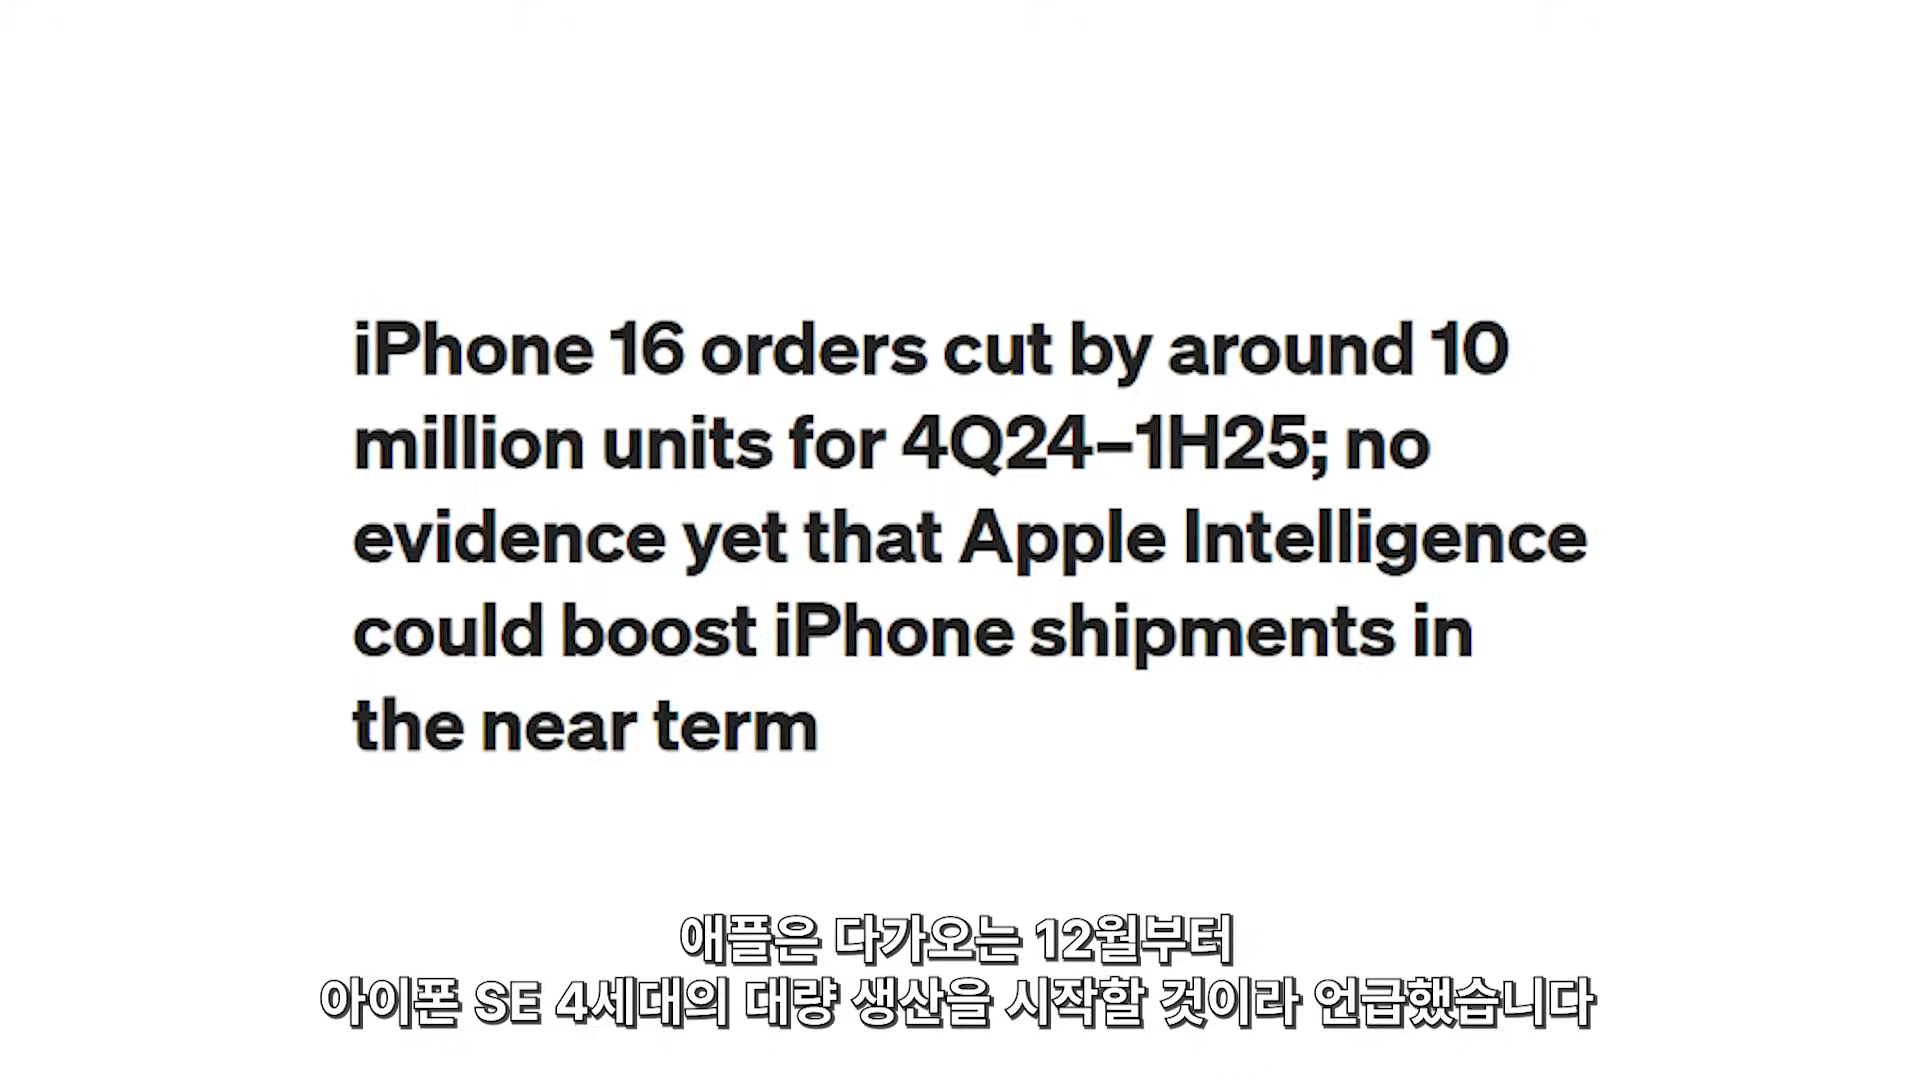 iPhone 16 orders cut by around 10
million units for 4Q24–1H25; no
evidence yet that Apple Intelligence
could boost iPhone shipments in
the near term
애플은 다가오는 12월부터
아이폰 SE 4세대의 대량 생산을 시작할 것이라 언급했습니다